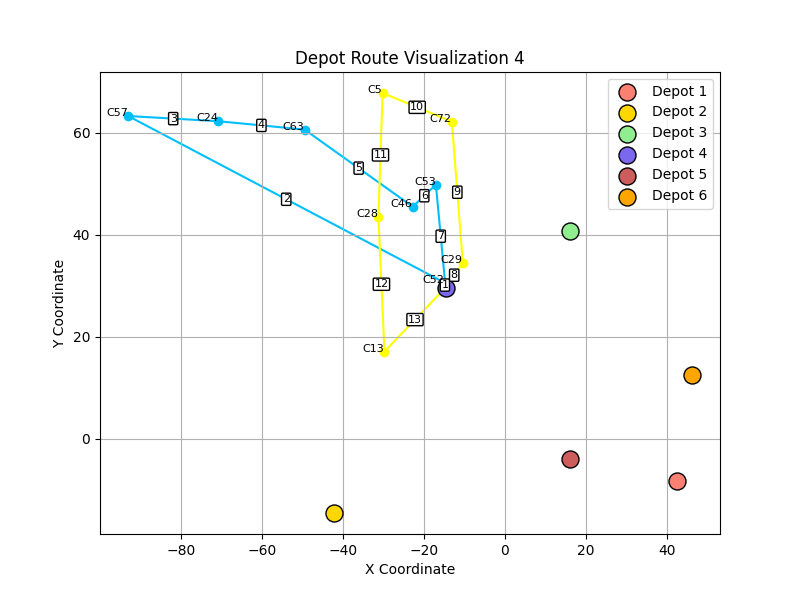 Depot Route Visualization 4
Depot 1
Depot 2
Depot 3
Depot 4
Depot 5
Depot 6
C5
10
C72
C57
3
C24
4
C63
11
5
C53
6
C46
9
2
C28
7
C29
8
C52
1
12
13
C13
60
40
20
0
Y Coordinate
−80
−60
−40
−20
0
20
40
X Coordinate